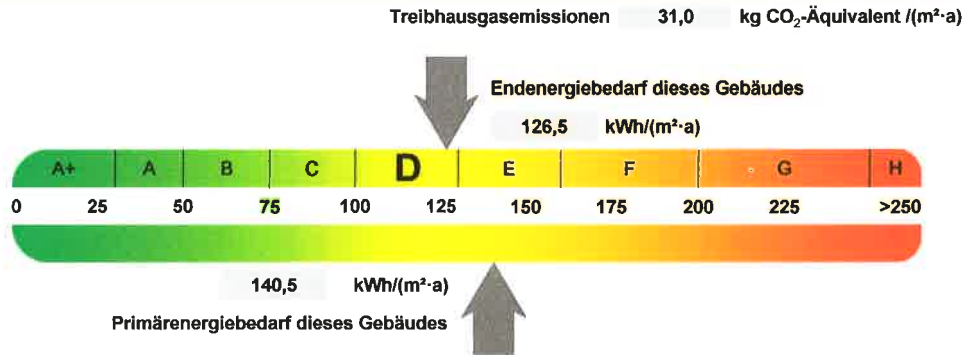 Treibhausgasemissionen 31,0 kg CO₂-Äquivalent /(m²·a)
Endenergiebedarf dieses Gebäudes
126,5 kWh/(m²·a)
A+ A B C D E F G H
0 25 50 75 100 125 150 175 200 225 >250
140,5 kWh/(m²·a)
Primärenergiebedarf dieses Gebäudes